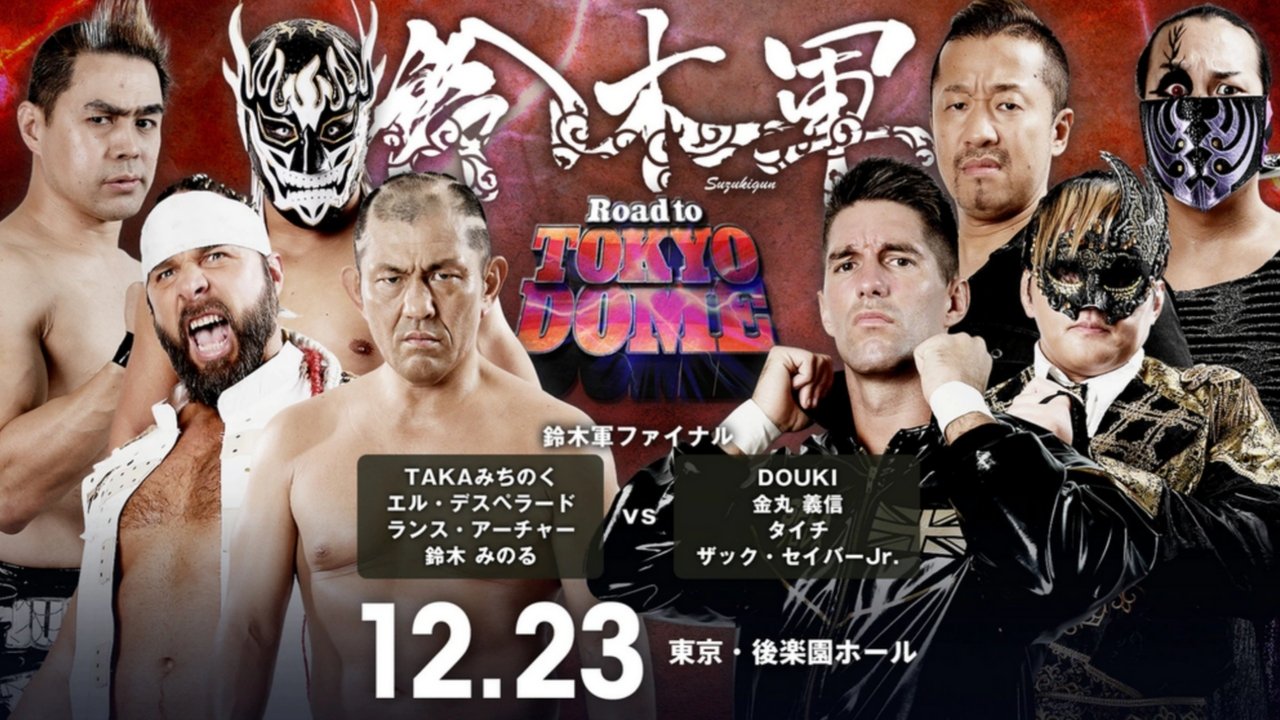 鈴木軍
Suzukigun
Road to
TOKYO
DOME
鈴木軍ファイナル
TAKAみちのく
エル・デスペラード
ランス・アーチャー
鈴木 みのる
vs
DOUKI
金丸 義信
タイチ
ザック・セイバーJr.
12.23
東京・後楽園ホール